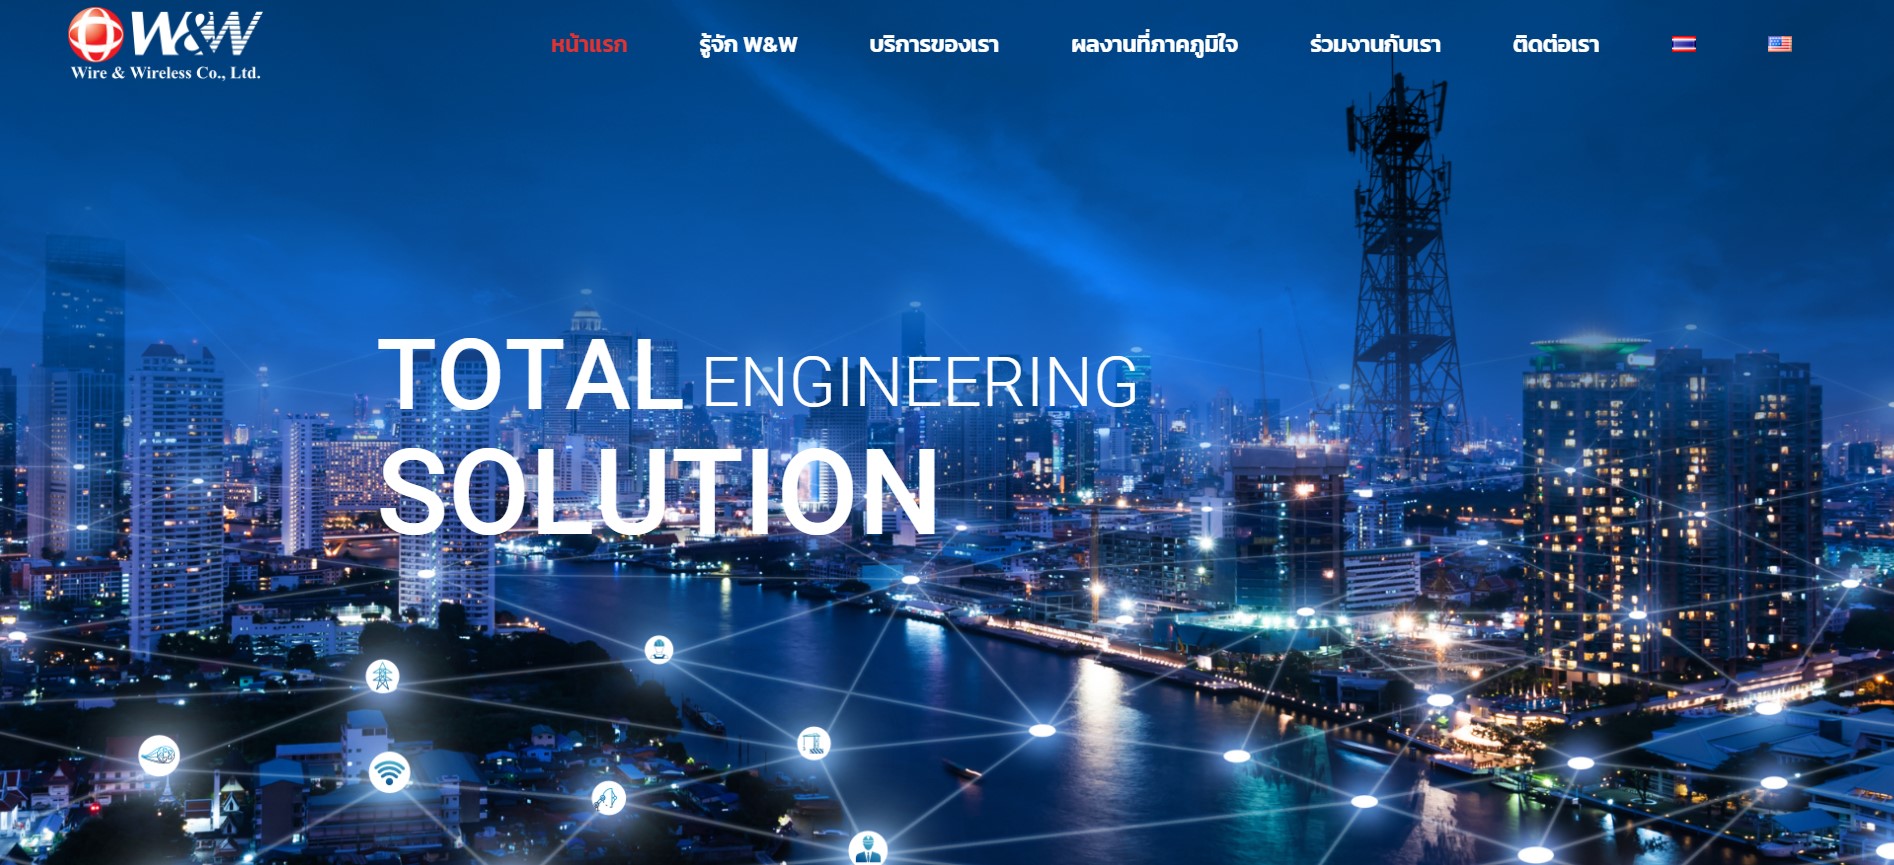 W&W
Wire & Wireless Co., Ltd.
หน้าแรก
รู้จัก W&W
บริการของเรา
ผลงานที่ภาคภูมิใจ
ร่วมงานกับเรา
ติดต่อเรา
TOTAL ENGINEERING
SOLUTION